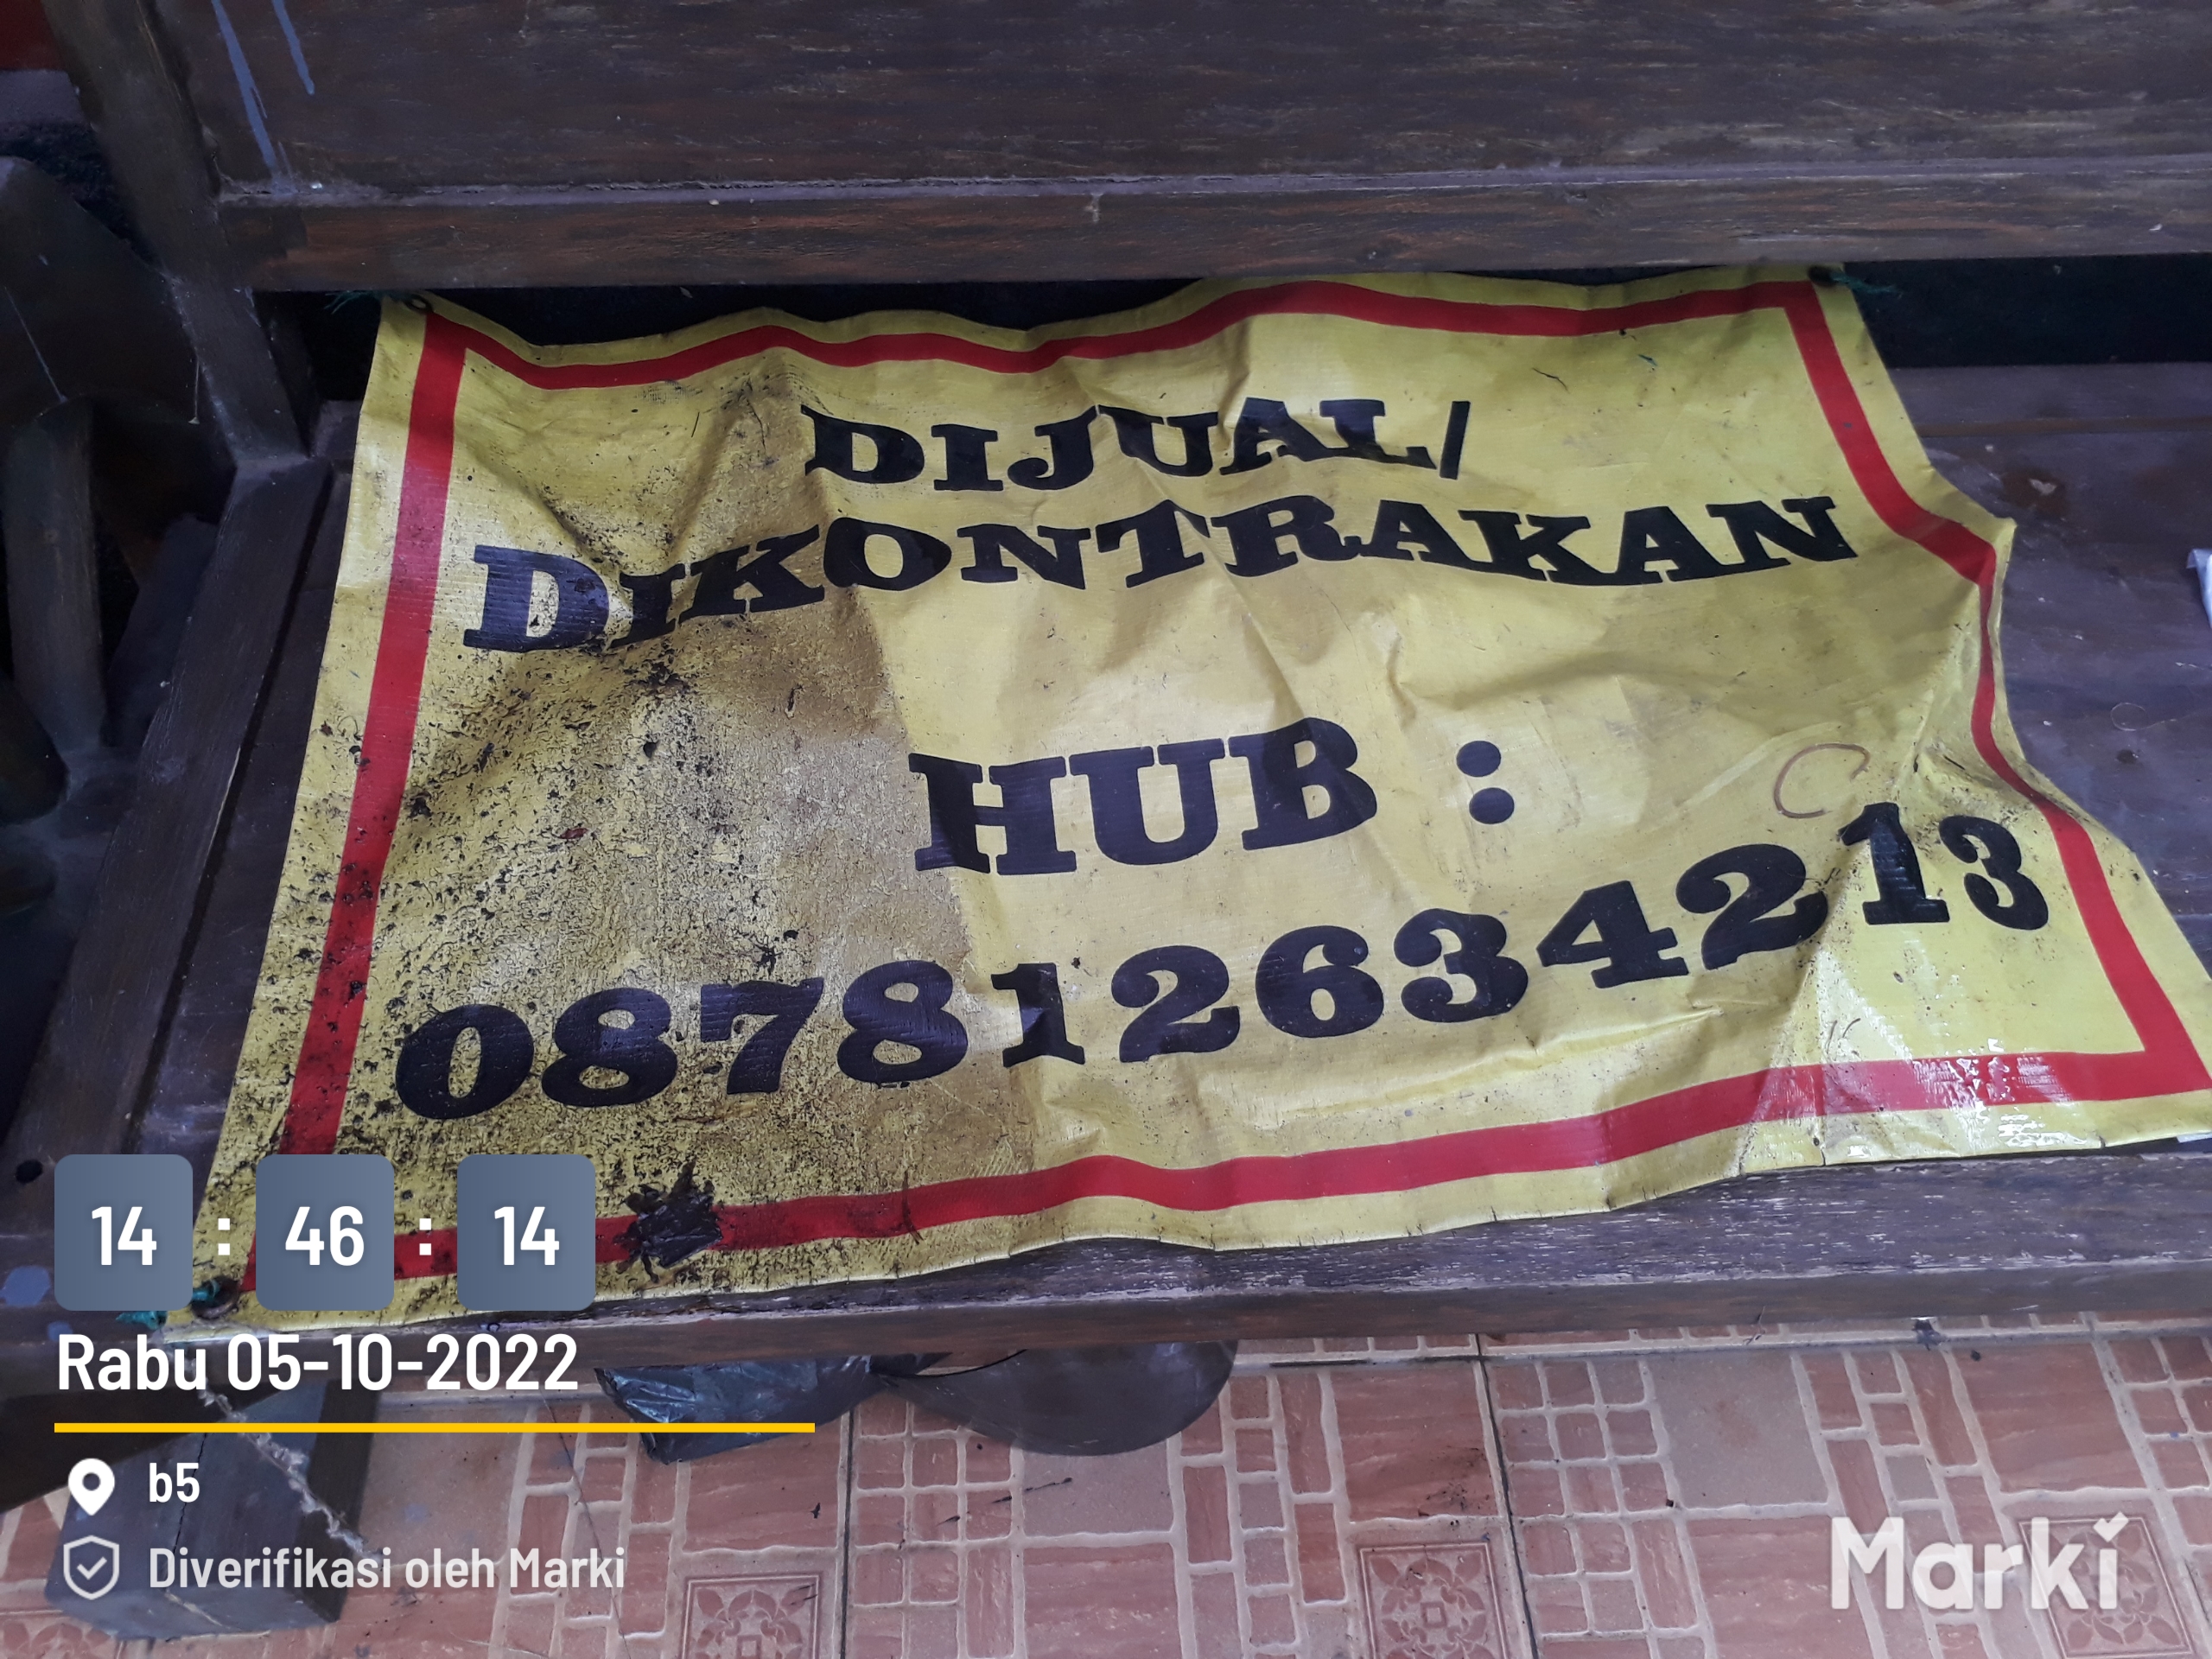 DIJUAL/
DIKONTRAKAN
HUB :
087812634213
14 : 46 : 14
Rabu 05-10-2022
b5
Diverifikasi oleh Marki
Marki